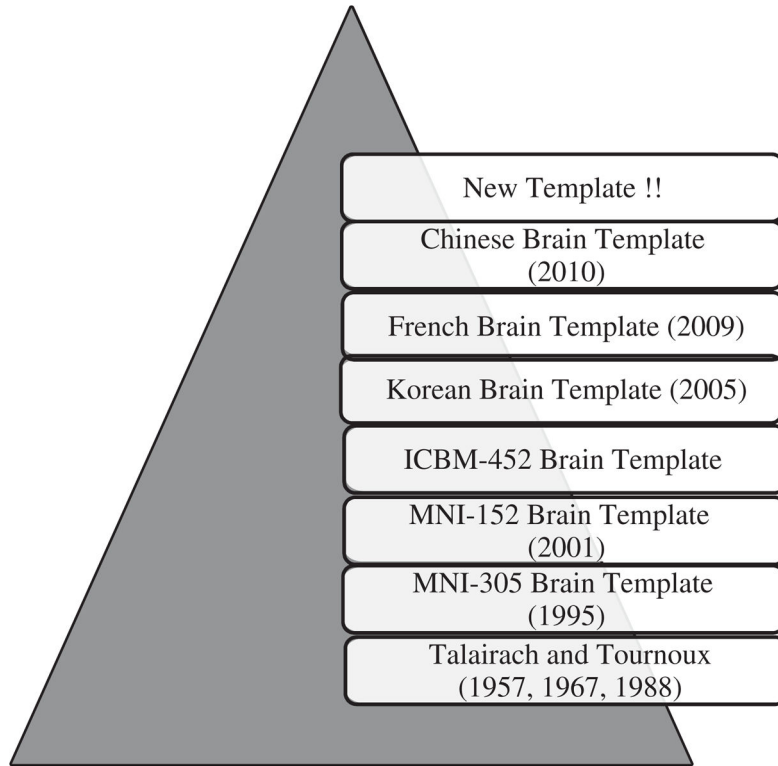 New Template !!
Chinese Brain Template
(2010)
French Brain Template (2009)
Korean Brain Template (2005)
ICBM-452 Brain Template
MNI-152 Brain Template
(2001)
MNI-305 Brain Template
(1995)
Talairach and Tournoux
(1957, 1967, 1988)